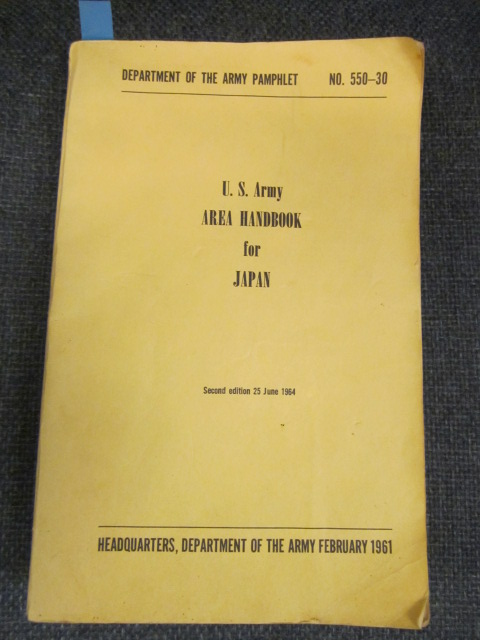 DEPARTMENT OF THE ARMY PAMPHLET NO. 550-30
U. S. Army
AREA HANDBOOK
for
JAPAN
Second edition 25 June 1964
HEADQUARTERS, DEPARTMENT OF THE ARMY FEBRUARY 1961